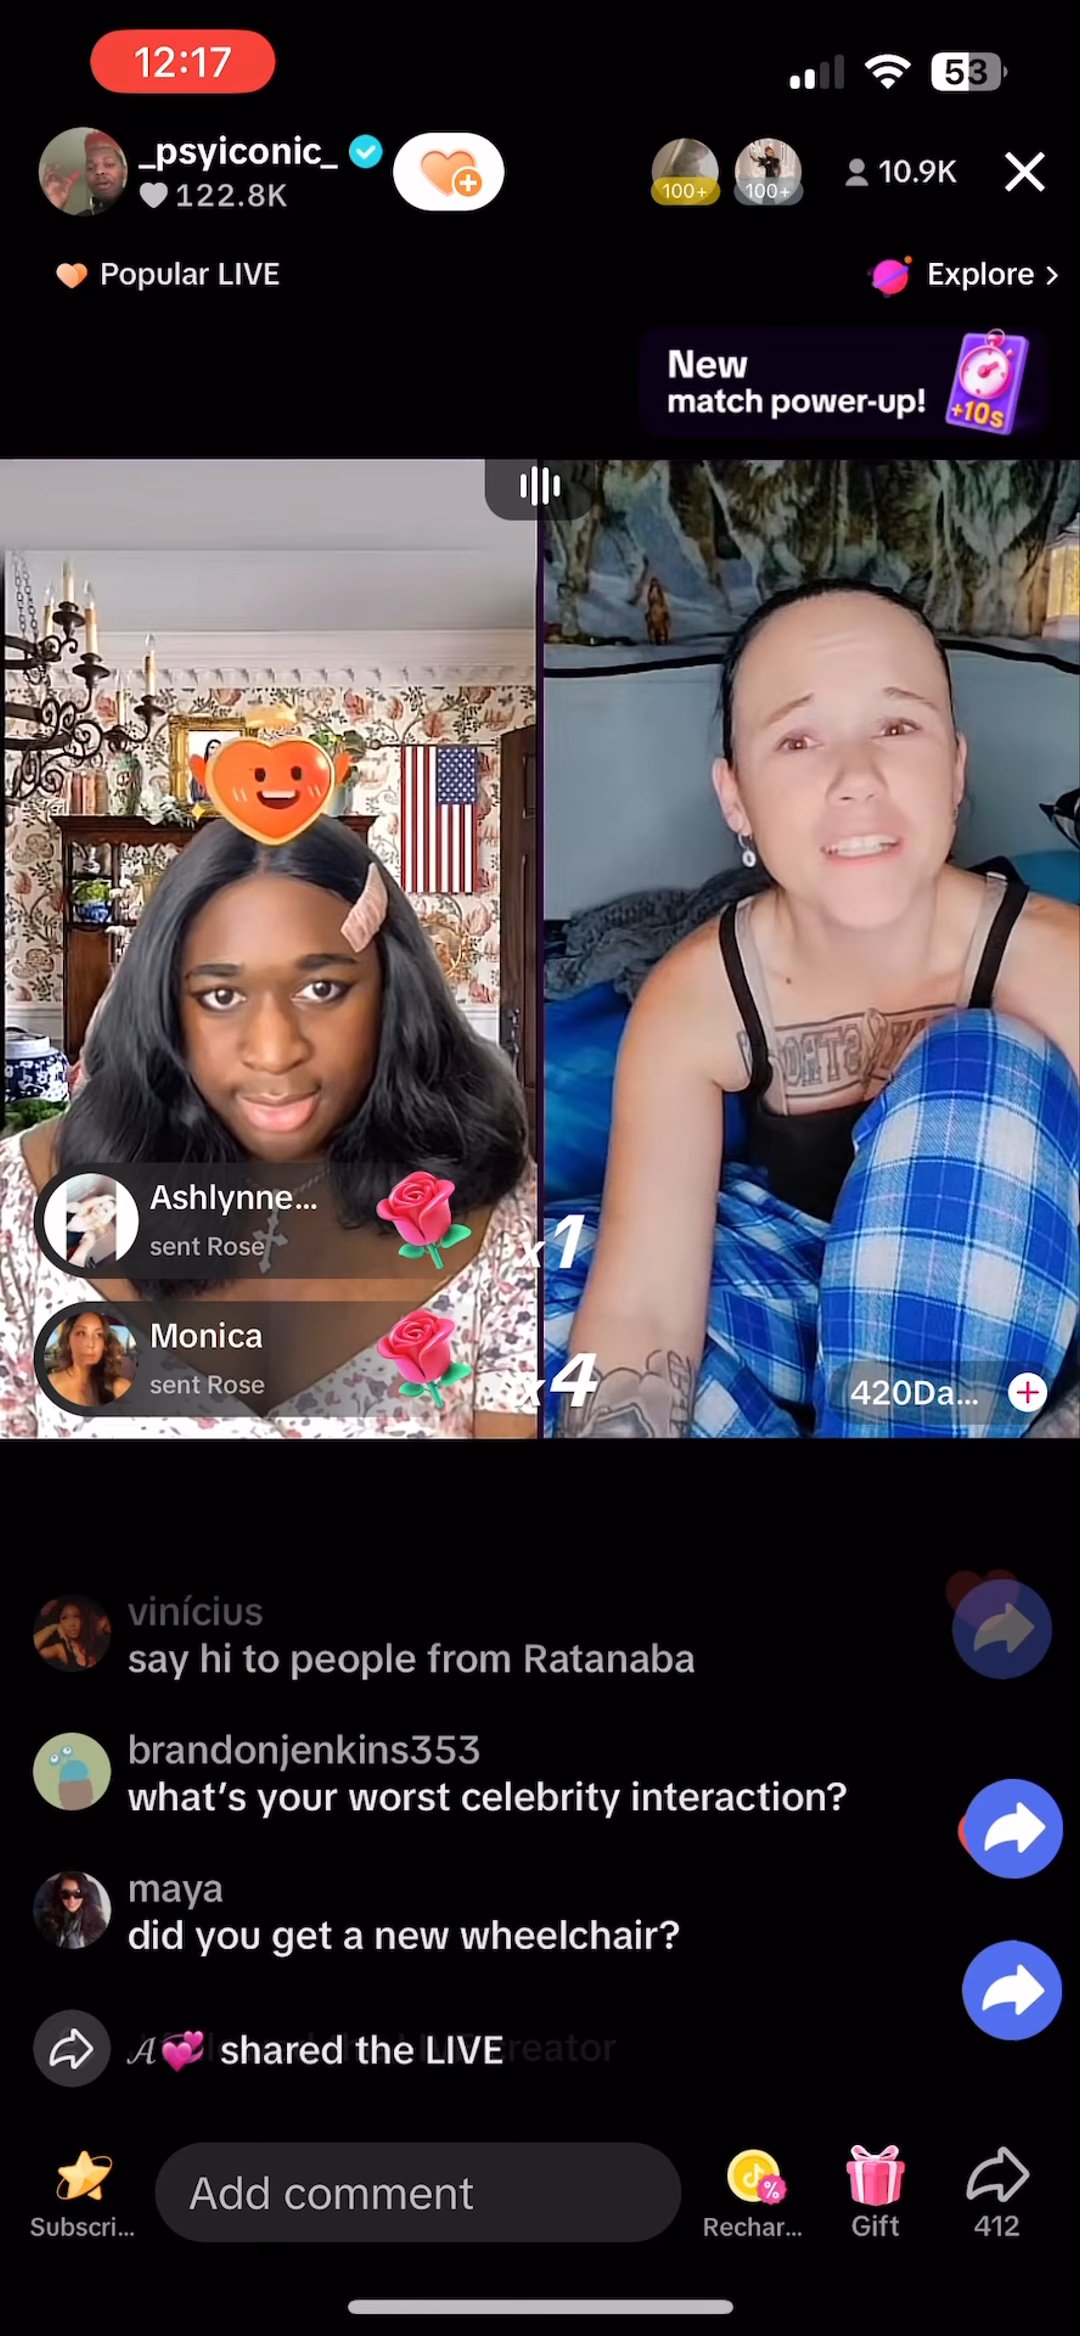 12:17
53
_psyiconic_
122.8K
100+
100+
10.9K
Popular LIVE
Explore >
New
match power-up!
+10s
Ashlynne...
sent Rose
x1
Monica
sent Rose
x4
420Da...
vinícius
say hi to people from Ratanaba
brandonjenkins353
what's your worst celebrity interaction?
maya
did you get a new wheelchair?
𝓐💞 shared the LIVE
Add comment
Subscri...
Rechar...
Gift
412